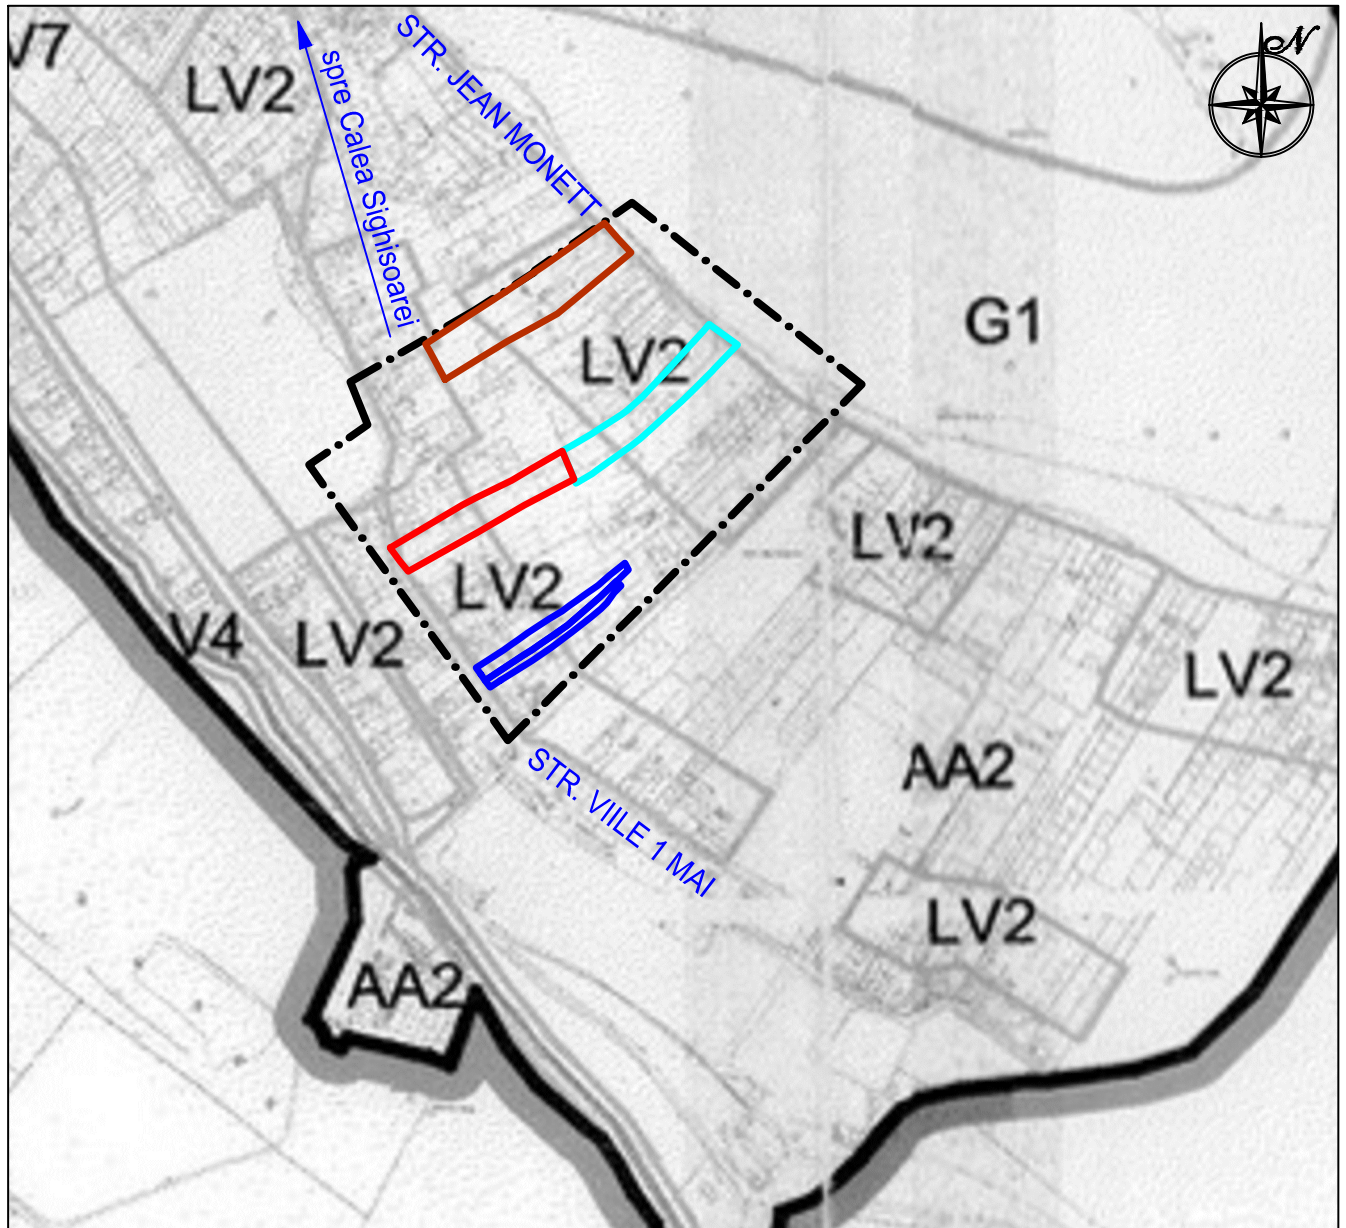 V7
LV2
spre Calea Sighisoarei
STR. JEAN MONETT
N
G1
LV2
LV2
LV2
V4
LV2
LV2
AA2
STR. VIILE 1 MAI
LV2
AA2